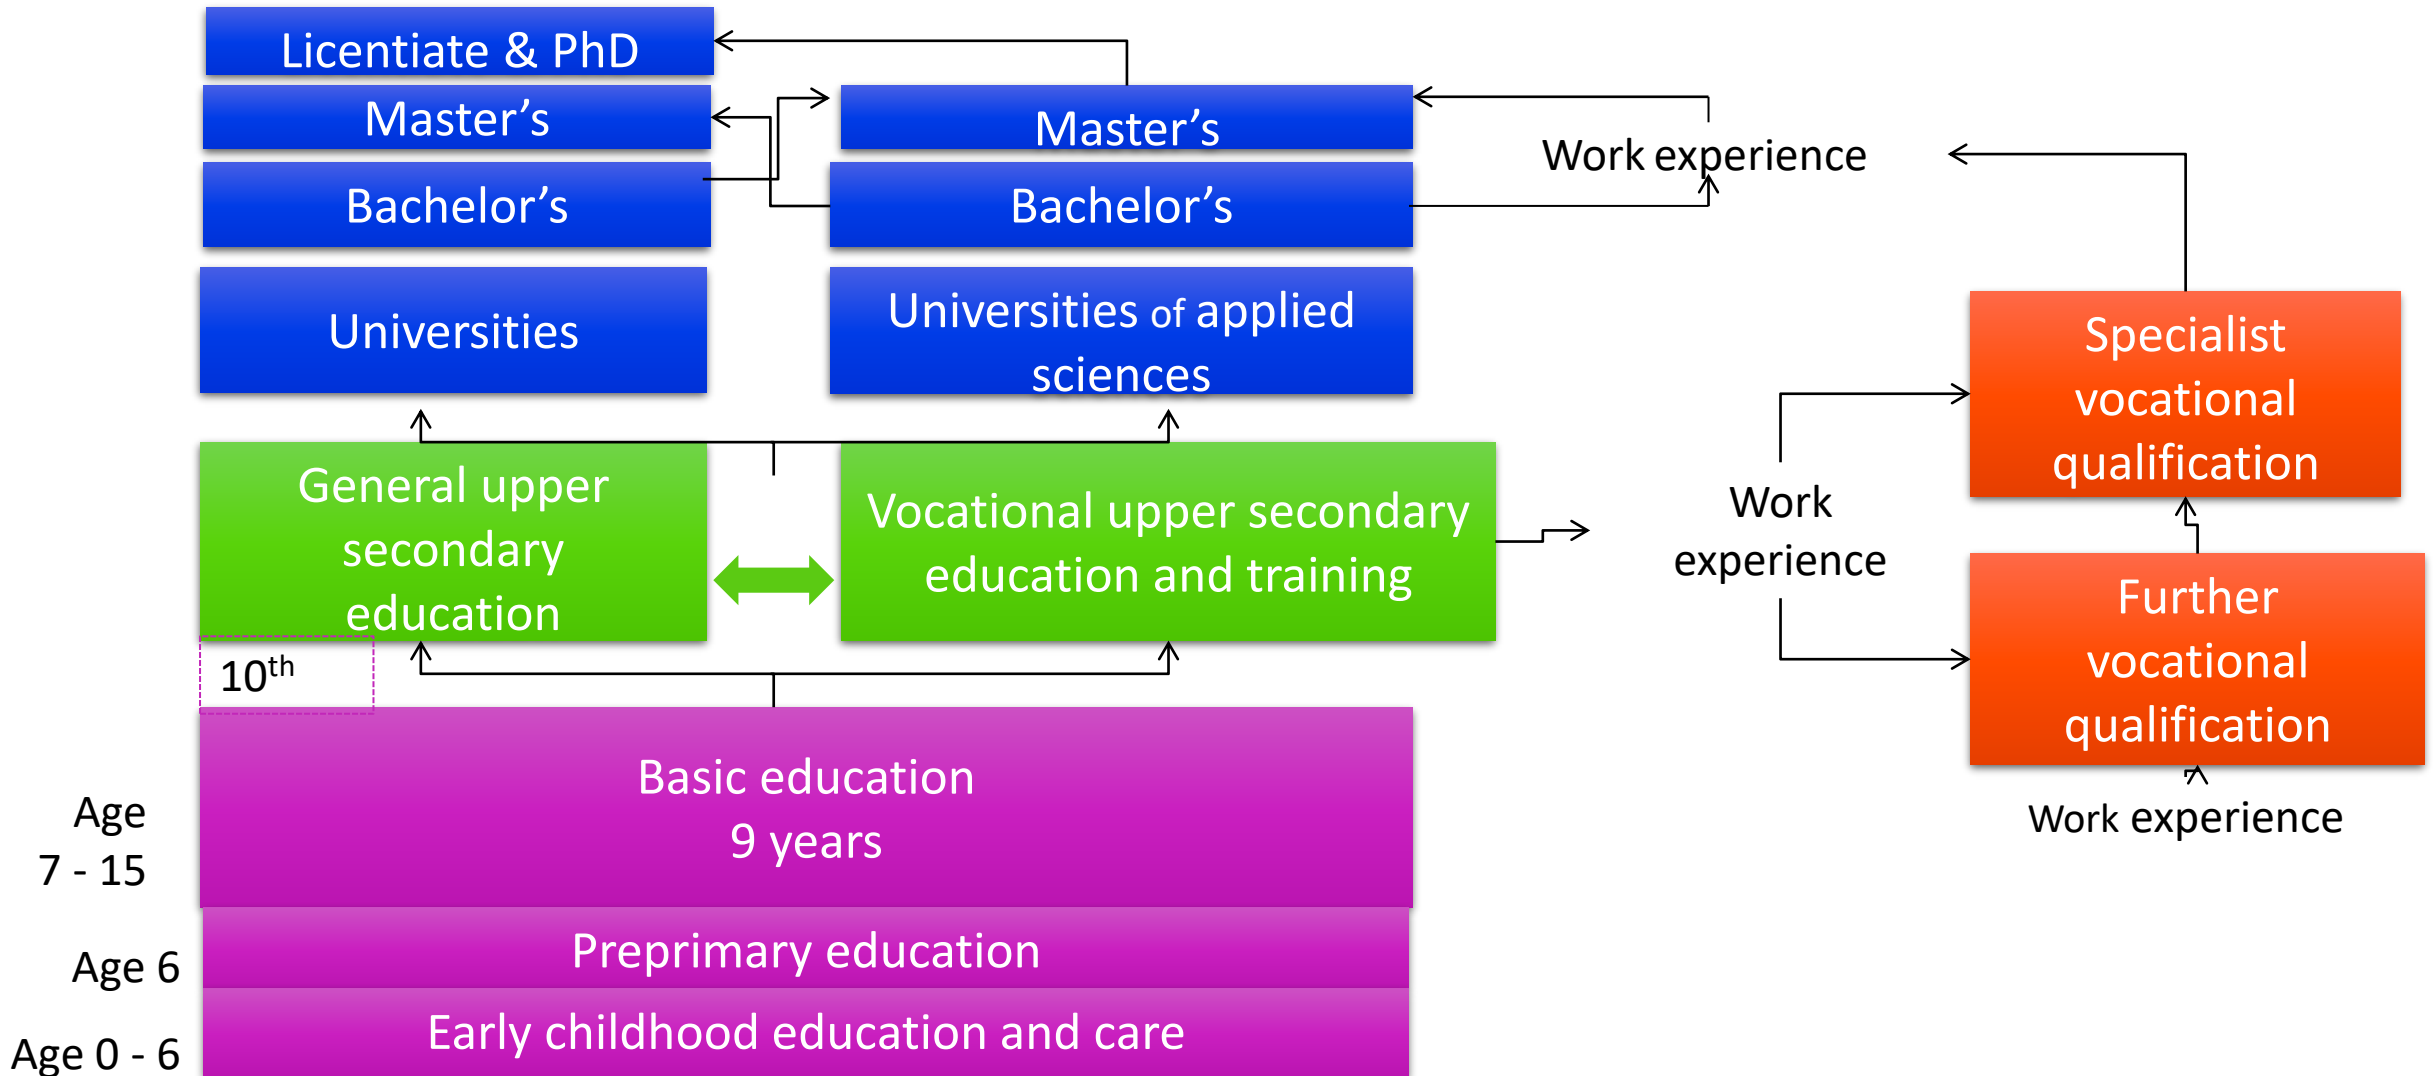 Licentiate & PhD
Master’s
Master’s
Work experience
Bachelor’s
Bachelor’s
Universities
Universities of applied
sciences
Specialist
vocational
qualification
General upper
secondary
education
Vocational upper secondary
education and training
Work
experience
Further
vocational
qualification
10th
Basic education
9 years
Age
7 - 15
Work experience
Preprimary education
Age 6
Early childhood education and care
Age 0 - 6